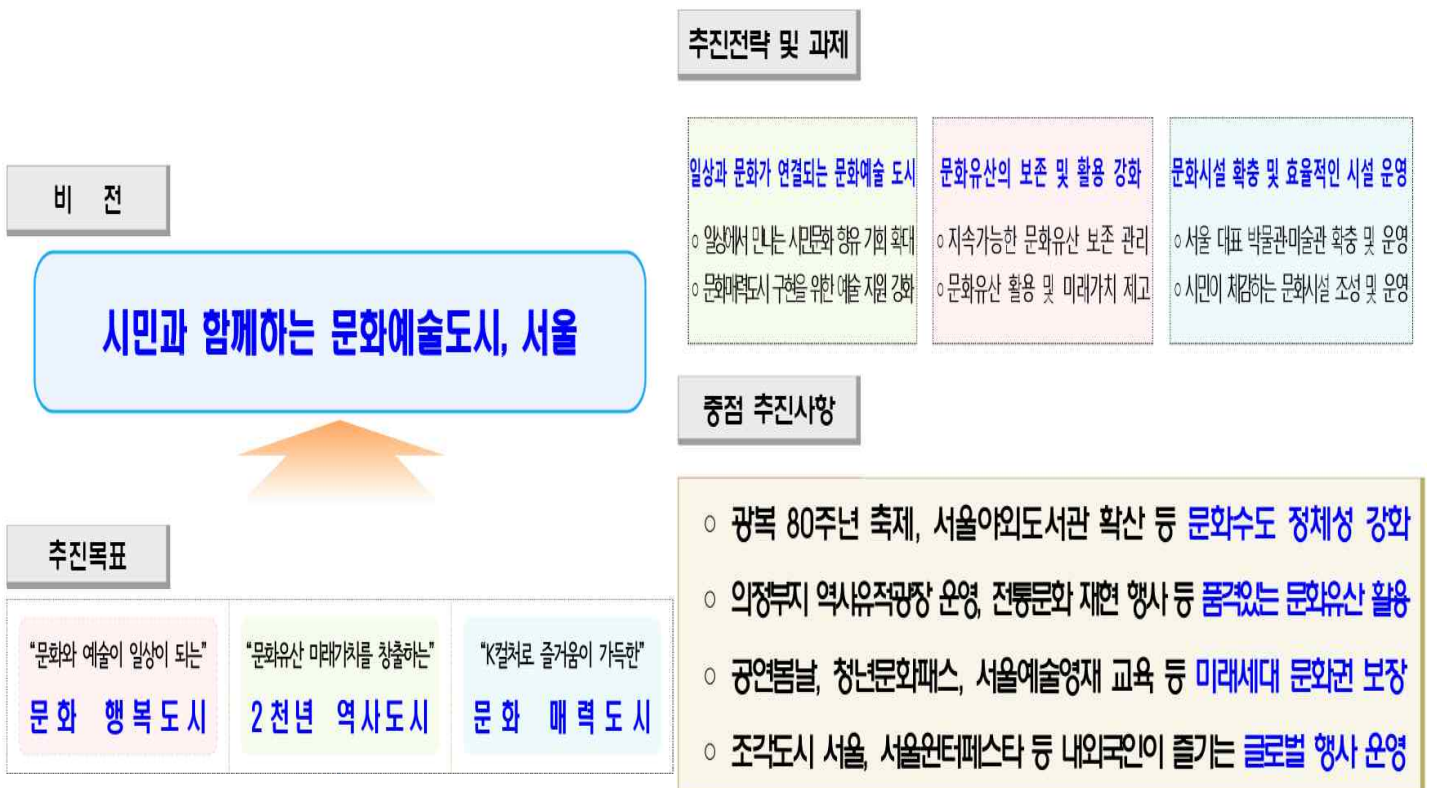 비 전
시민과 함께하는 문화예술도시, 서울
추진목표
“문화와 예술이 일상이 되는”
문화 행복도시
“문화유산 미래가치를 창출하는”
2천년 역사도시
“K컬처로 즐거움이 가득한”
문화 매력도시
추진전략 및 과제
일상과 문화가 연결되는 문화예술 도시
○ 일상에서 만나는 시민문화 향유 기회 확대
○ 문화매력도시 구현을 위한 예술 지원 강화
문화유산의 보존 및 활용 강화
○ 지속가능한 문화유산 보존 관리
○ 문화유산 활용 및 미래가치 제고
문화시설 확충 및 효율적인 시설 운영
○ 서울 대표 박물관·미술관 확충 및 운영
○ 시민이 체감하는 문화시설 조성 및 운영
중점 추진사항
○ 광복 80주년 축제, 서울야외도서관 확산 등 문화수도 정체성 강화
○ 의정부지 역사유적광장 운영, 전통문화 재현 행사 등 품격있는 문화유산 활용
○ 공연봄날, 청년문화패스, 서울예술영재 교육 등 미래세대 문화권 보장
○ 조각도시 서울, 서울윈터페스타 등 내외국인이 즐기는 글로벌 행사 운영